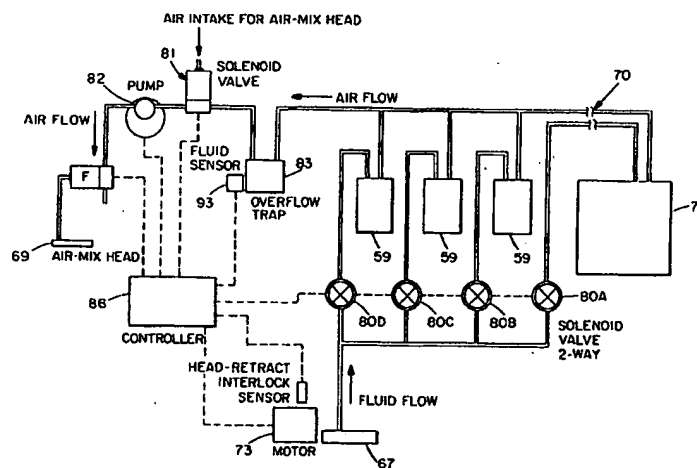 AIR INTAKE FOR AIR-MIX HEAD
81
SOLENOID
VALVE
82
PUMP
70
AIR FLOW
AIR FLOW
FLUID
SENSOR
F
83
93
OVERFLOW
TRAP
59
59
59
69
AIR-MIX HEAD
86
80D
80C
80B
80A
CONTROLLER
SOLENOID
VALVE
2-WAY
HEAD-RETRACT
INTERLOCK
SENSOR
FLUID FLOW
73
MOTOR
67